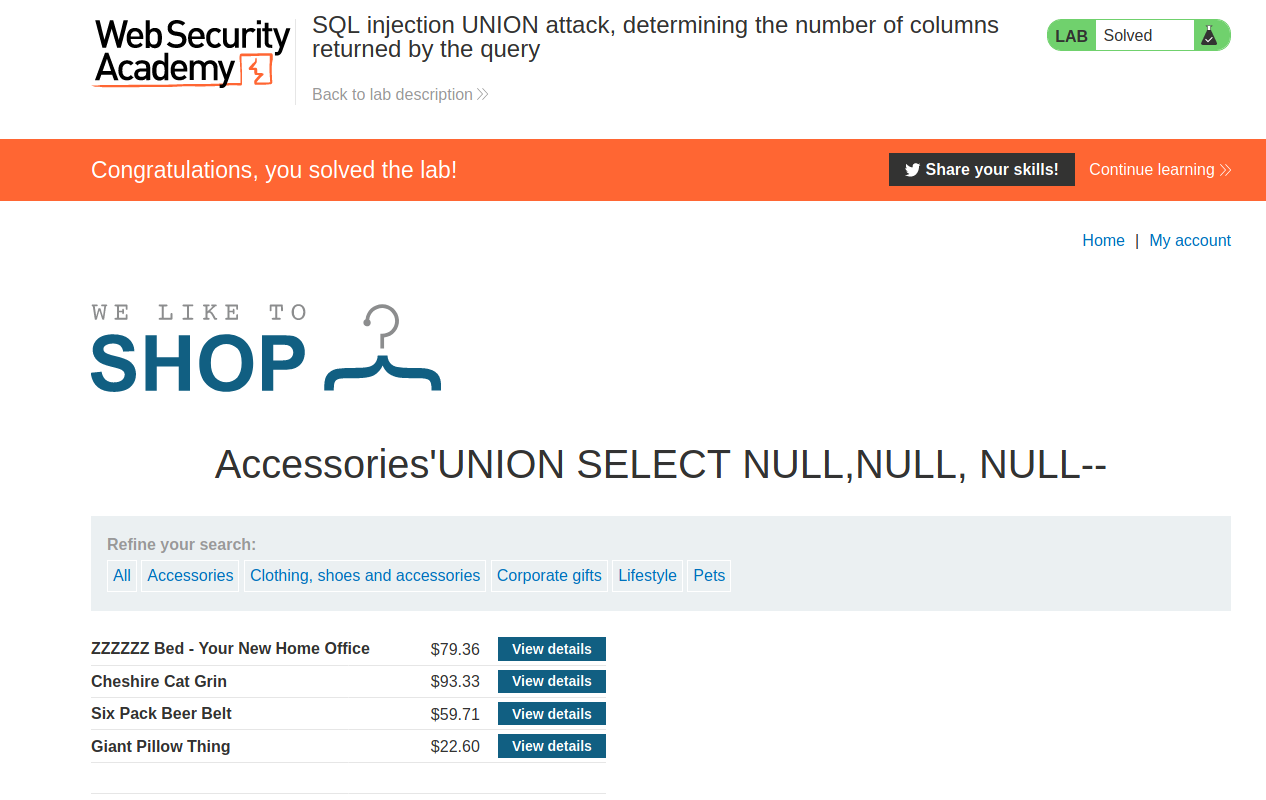 Web Security
Academy
SQL injection UNION attack, determining the number of columns
returned by the query
Back to lab description
LAB Solved
Congratulations, you solved the lab!
Share your skills!
Continue learning
Home | My account
WE LIKE TO
SHOP
Accessories'UNION SELECT NULL,NULL, NULL--
Refine your search:
All Accessories Clothing, shoes and accessories Corporate gifts Lifestyle Pets
ZZZZZZ Bed - Your New Home Office $79.36 View details
Cheshire Cat Grin $93.33 View details
Six Pack Beer Belt $59.71 View details
Giant Pillow Thing $22.60 View details